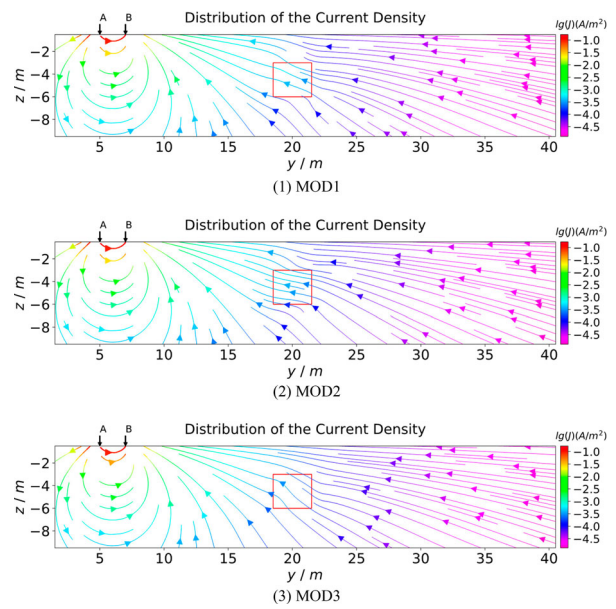 Distribution of the Current Density
lg(J)(A/m²)
A B
−1.0
−1.5
−2.0
−2.5
−3.0
−3.5
−4.0
−4.5
z / m
−2
−4
−6
−8
5 10 15 20 25 30 35 40
y / m
(1) MOD1
Distribution of the Current Density
lg(J)(A/m²)
A B
−1.0
−1.5
−2.0
−2.5
−3.0
−3.5
−4.0
−4.5
z / m
−2
−4
−6
−8
5 10 15 20 25 30 35 40
y / m
(2) MOD2
Distribution of the Current Density
lg(J)(A/m²)
A B
−1.0
−1.5
−2.0
−2.5
−3.0
−3.5
−4.0
−4.5
z / m
−2
−4
−6
−8
5 10 15 20 25 30 35 40
y / m
(3) MOD3